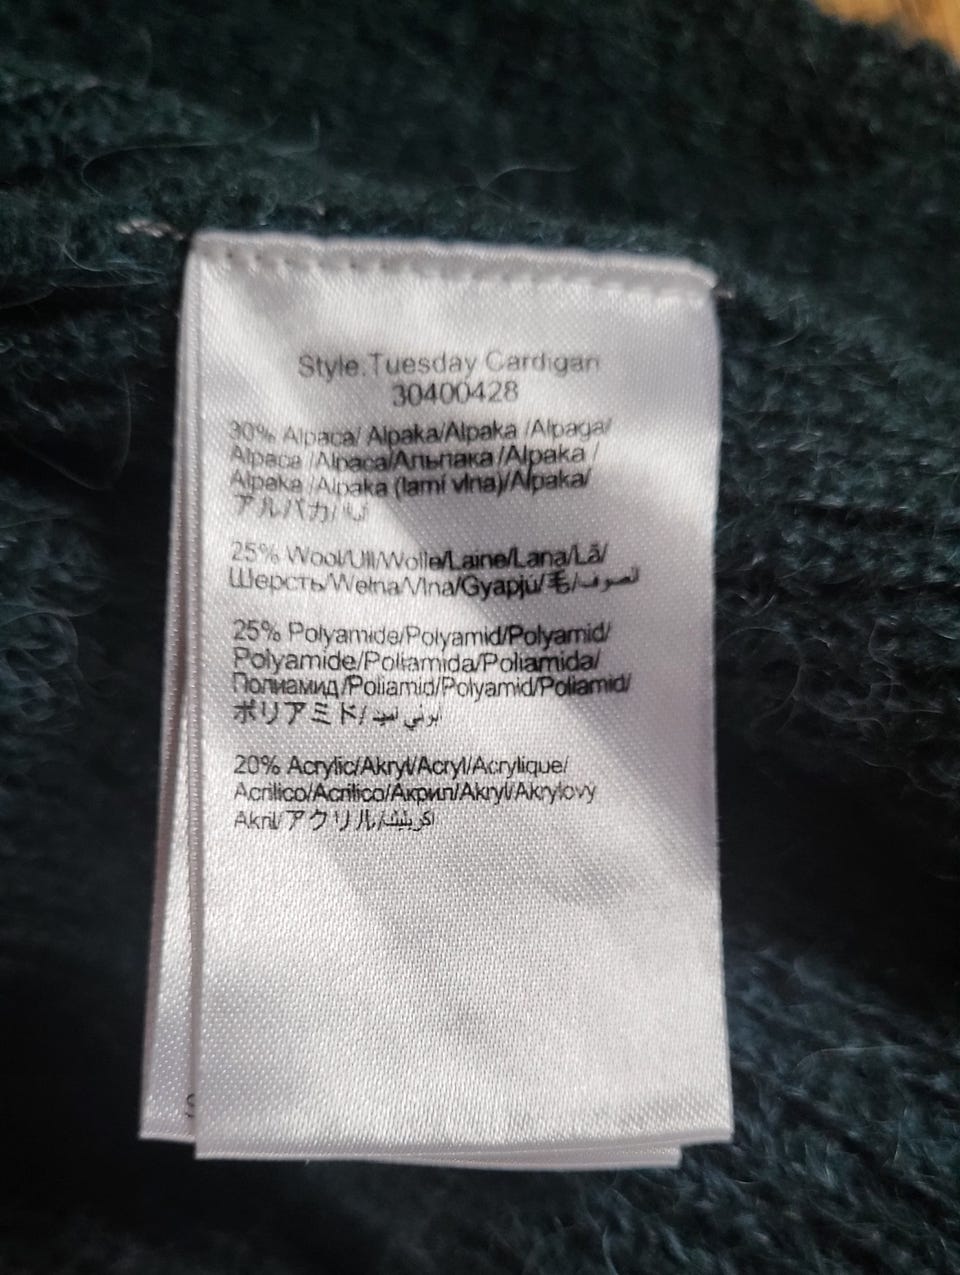 Style:Tuesday Cardigan
30400428
30% Alpaca/ Alpaka/Alpaka /Alpaga/
Alpaca /Alpaca/Альпака /Alpaka /
Alpaka /Alpaka (lamí vlna)/Alpaka/
アルパカ/
25% Wool/Ull/Wolle/Laine/Lana/Lã/
Шерсть/Wełna/Vlna/Gyapjú/毛/الصوف
25% Polyamide/Polyamid/Polyamid/
Polyamide/Poliamida/Poliamida/
Полиамид/Poliamid/Polyamid/Poliamid/
ポリアミド/
20% Acrylic/Akryl/Acryl/Acrylique/
Acrílico/Acrílico/Акрил/Akryl/Akrylový
Akril/アクリル/